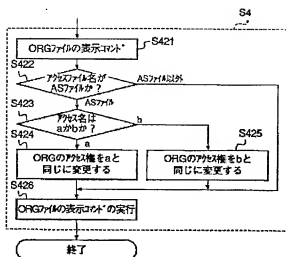 S4
ORGファイルの表示コマンド
S421
S422
アクセスファイル名が
ASファイルか?
ASファイル以外
ASファイル
S423
アクセス名は
aかbか?
b
a
S424
ORGのアクセス権をaと
同じに変更する
S425
ORGのアクセス権をbと
同じに変更する
S426
ORGファイルの表示コマンドの実行
終了